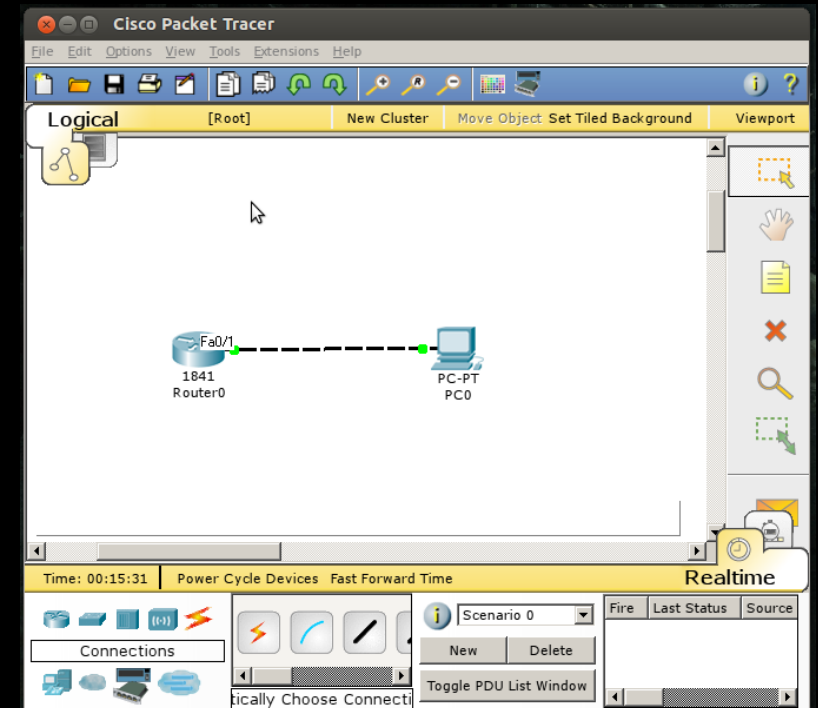 Cisco Packet Tracer
File Edit Options View Tools Extensions Help
Logical [Root] New Cluster Move Object Set Tiled Background Viewport
Fa0/1
1841
Router0
PC-PT
PC0
Time: 00:15:31 Power Cycle Devices Fast Forward Time Realtime
Connections
tically Choose Connecti
Scenario 0
New Delete
Toggle PDU List Window
Fire Last Status Source